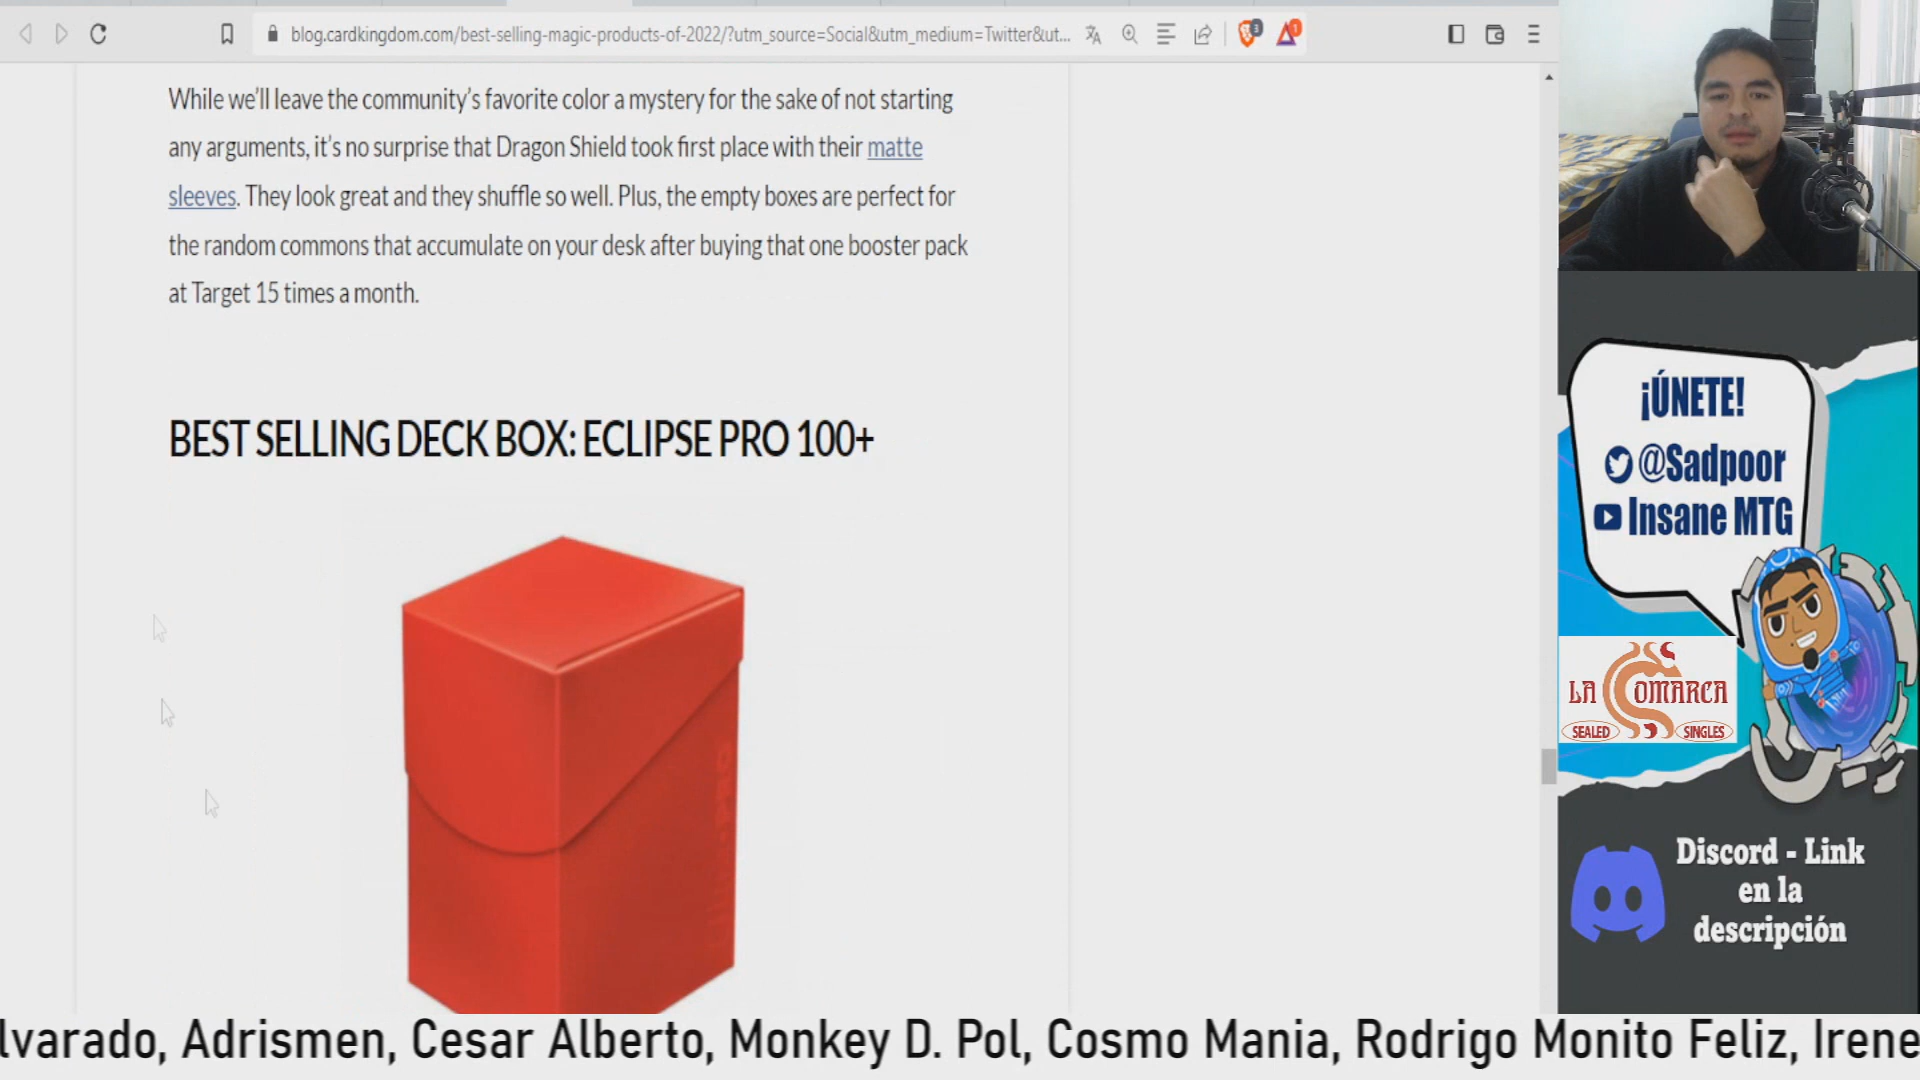 blog.cardkingdom.com/best-selling-magic-products-of-2022/?utm_source=Social&utm_medium=Twitter&ut...
3
1
While we'll leave the community's favorite color a mystery for the sake of not starting
any arguments, it's no surprise that Dragon Shield took first place with their matte
sleeves. They look great and they shuffle so well. Plus, the empty boxes are perfect for
the random commons that accumulate on your desk after buying that one booster pack
at Target 15 times a month.
BEST SELLING DECK BOX: ECLIPSE PRO 100+
¡ÚNETE!
@Sadpoor
Insane MTG
LA COMARCA
SEALED SINGLES
Discord - Link
en la
descripción
lvarado, Adrismen, Cesar Alberto, Monkey D. Pol, Cosmo Mania, Rodrigo Monito Feliz, Irene